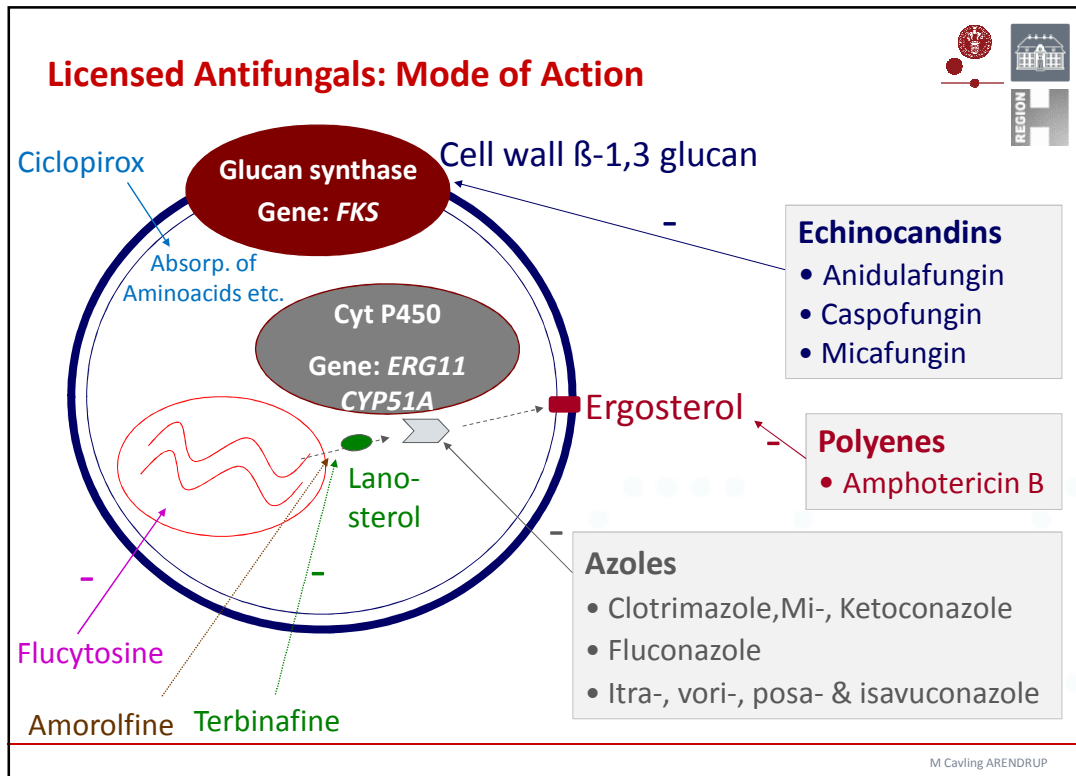 Licensed Antifungals: Mode of Action
REGION
Ciclopirox
Absorp. of
Aminoacids etc.
Glucan synthase
Gene: FKS
Cell wall ß-1,3 glucan
–
Echinocandins
• Anidulafungin
• Caspofungin
• Micafungin
Cyt P450
Gene: ERG11
CYP51A
Lano-
sterol
Ergosterol
–
Polyenes
• Amphotericin B
–
Azoles
• Clotrimazole,Mi-, Ketoconazole
• Fluconazole
• Itra-, vori-, posa- & isavuconazole
–
Flucytosine
–
Amorolfine
Terbinafine
M Cavling ARENDRUP